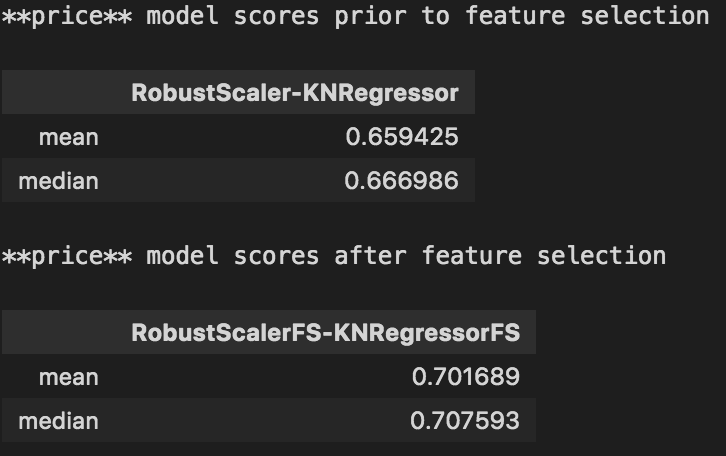 **price** model scores prior to feature selection
RobustScaler-KNRegressor
mean 0.659425
median 0.666986
**price** model scores after feature selection
RobustScalerFS-KNRegressorFS
mean 0.701689
median 0.707593